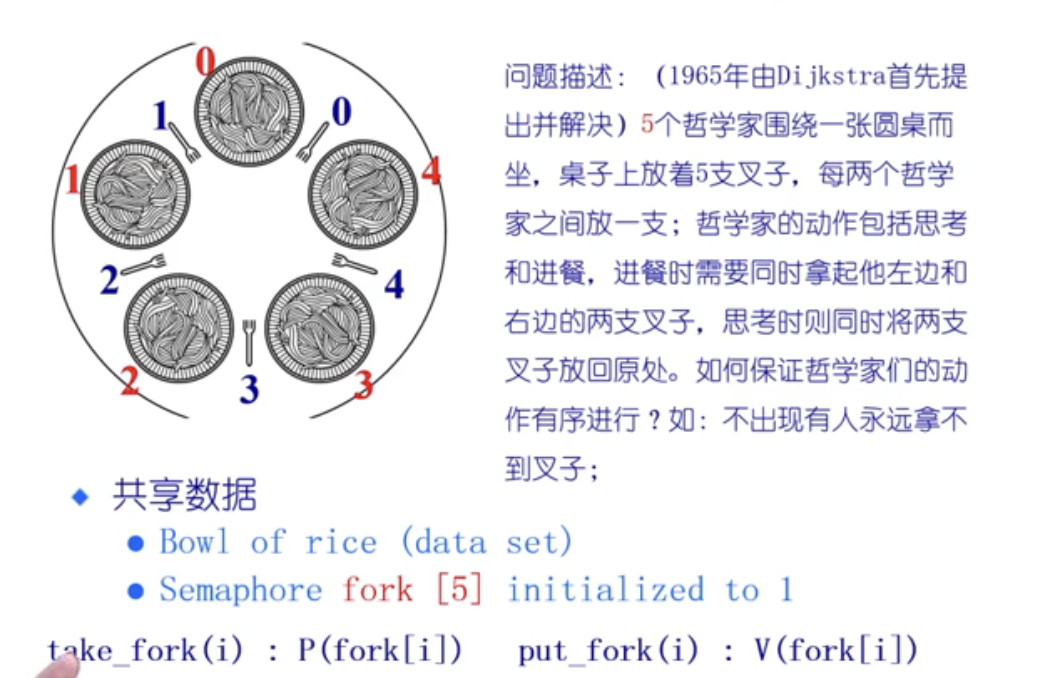 0
1
0
1
4
2
4
2
3
3
问题描述：（1965年由Dijkstra首先提
出并解决）5个哲学家围绕一张圆桌而
坐，桌子上放着5支叉子，每两个哲学
家之间放一支；哲学家的动作包括思考
和进餐，进餐时需要同时拿起他左边和
右边的两支叉子，思考时则同时将两支
叉子放回原处。如何保证哲学家们的动
作有序进行？如：不出现有人永远拿不
到叉子；
◆ 共享数据
● Bowl of rice (data set)
● Semaphore fork [5] initialized to 1
take_fork(i) : P(fork[i]) put_fork(i) : V(fork[i])